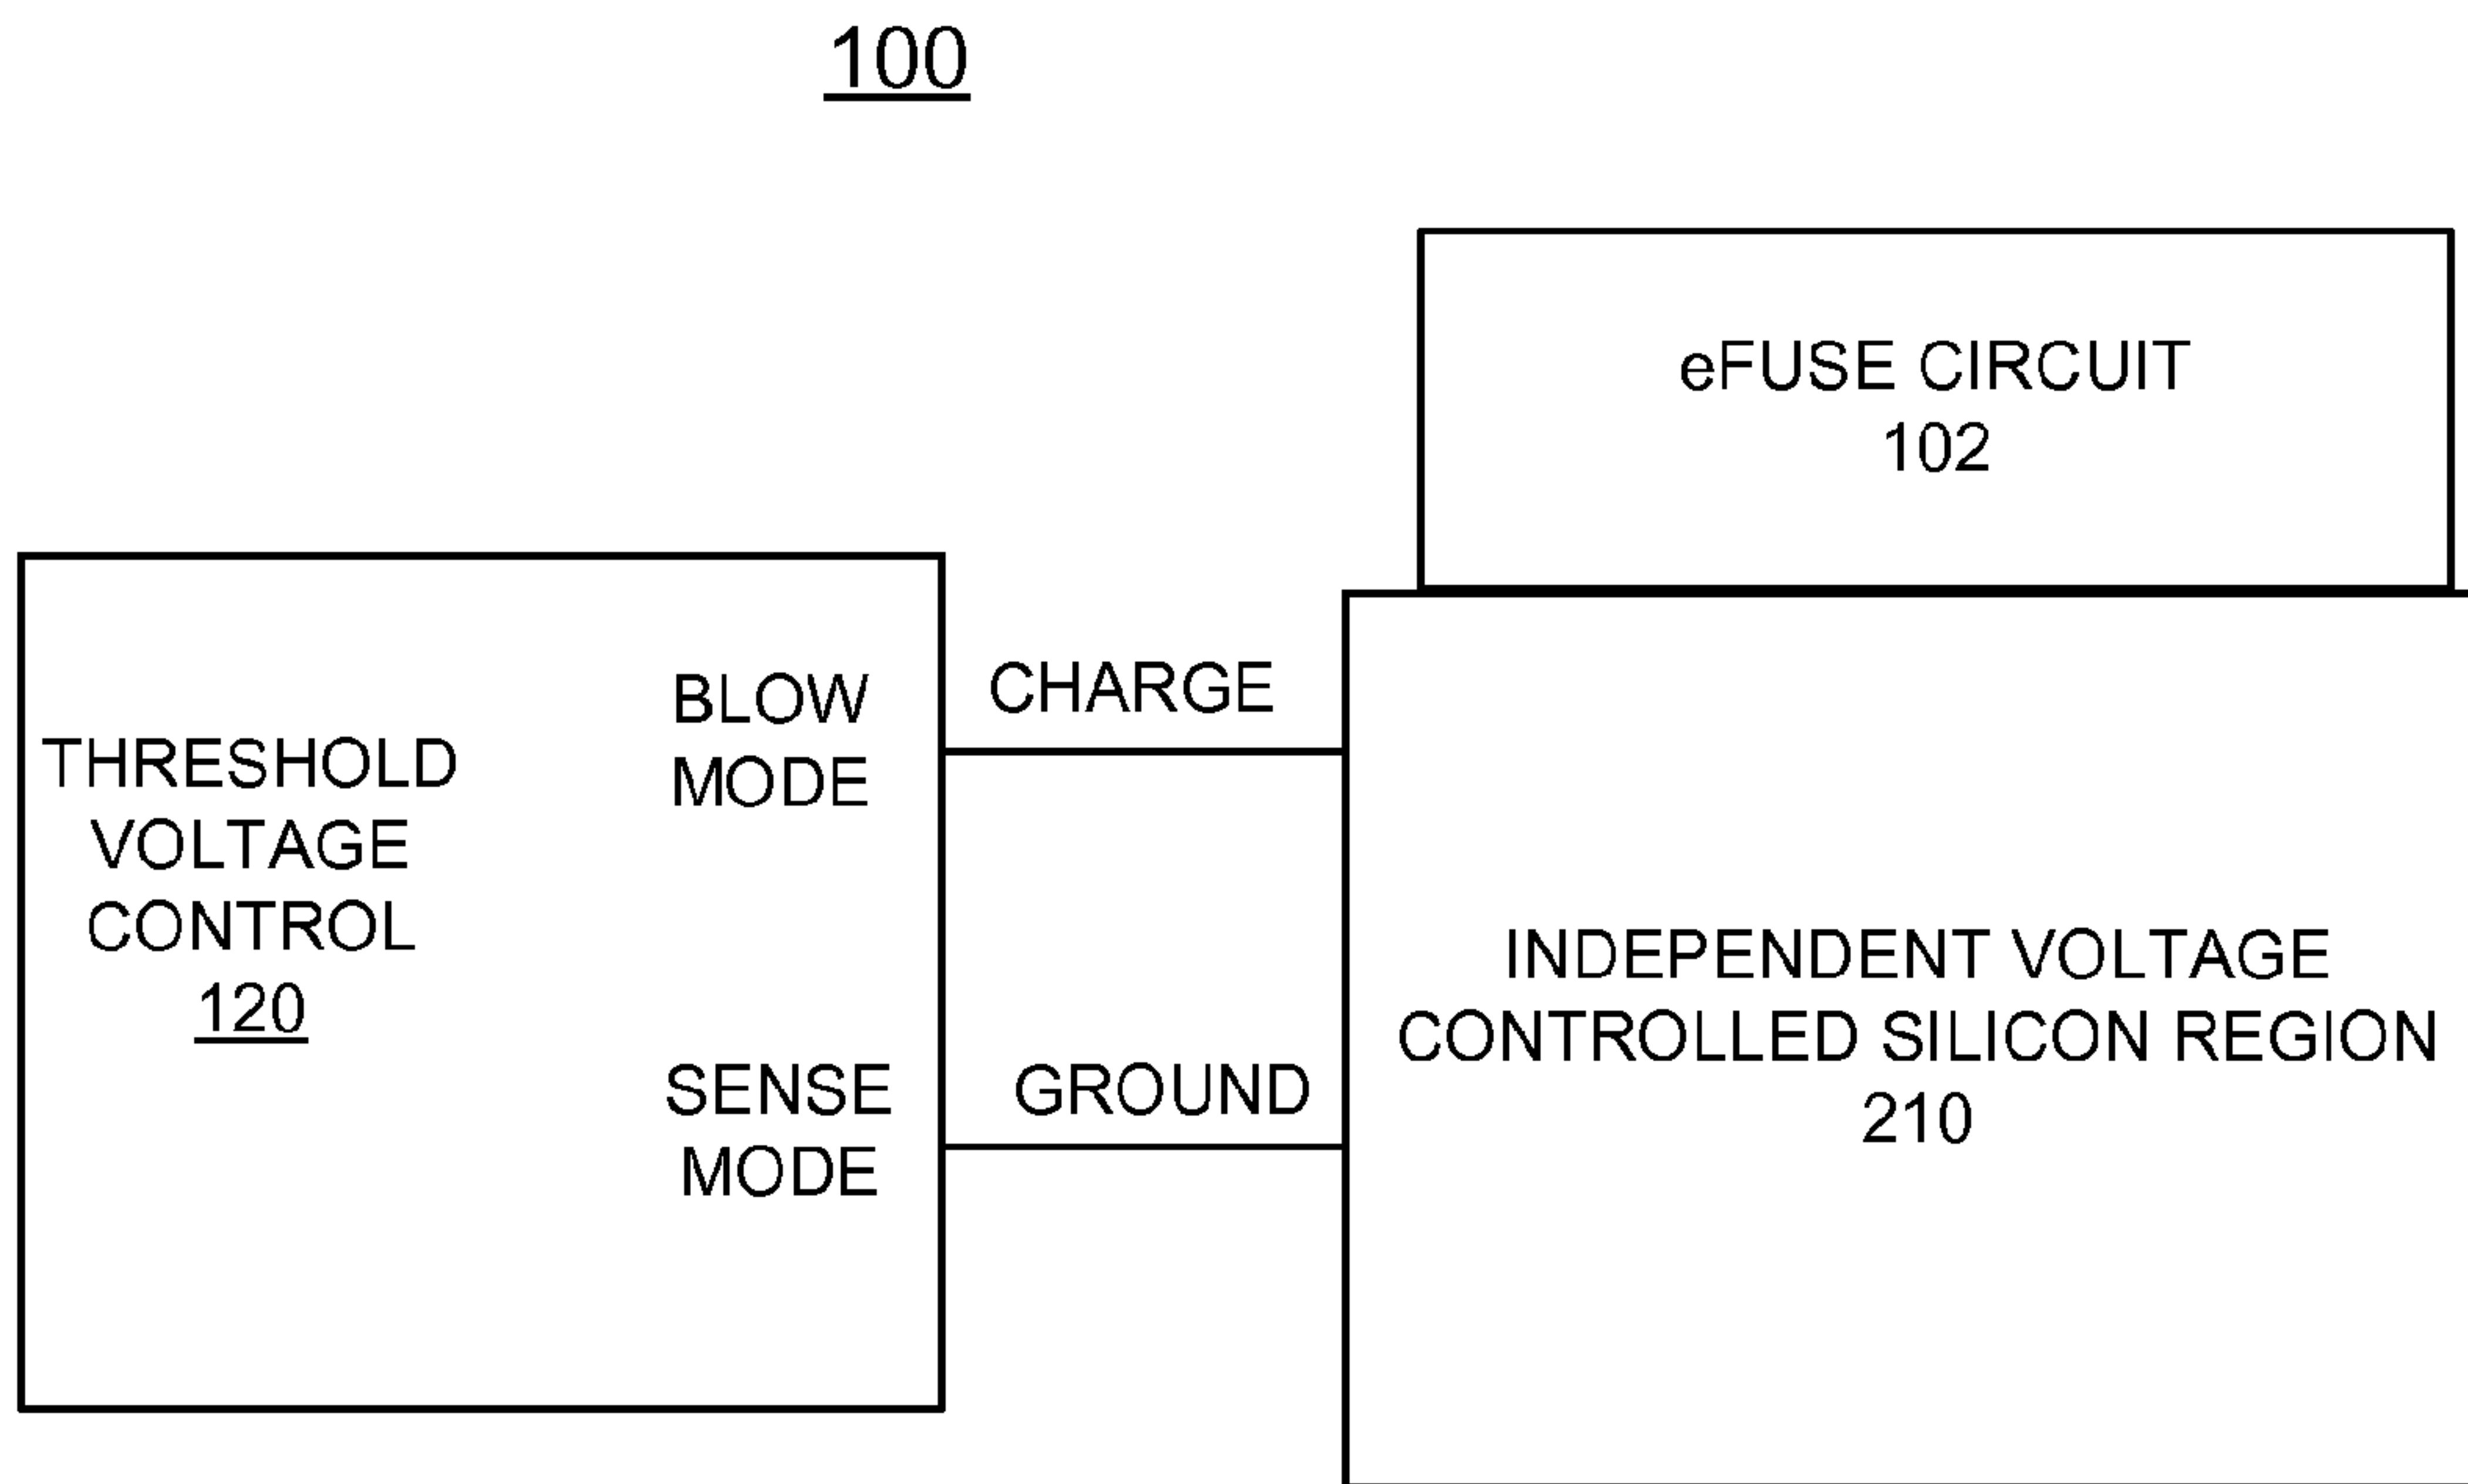 100
eFUSE CIRCUIT
102
THRESHOLD
VOLTAGE
CONTROL
120
BLOW
MODE
SENSE
MODE
CHARGE
GROUND
INDEPENDENT VOLTAGE
CONTROLLED SILICON REGION
210